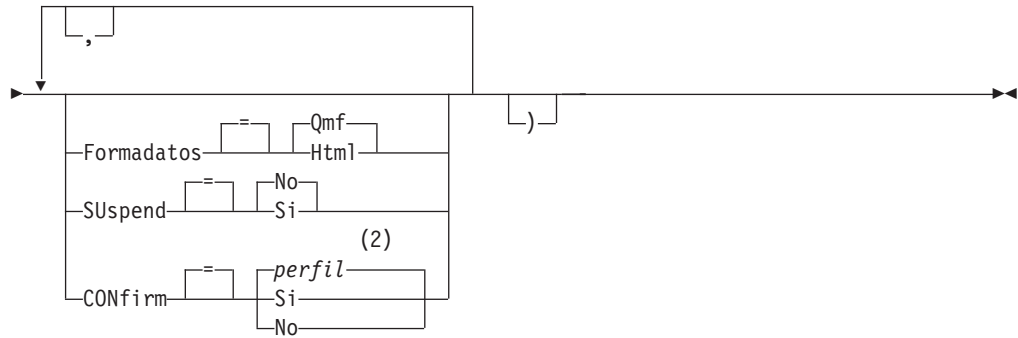 ,
= Qmf
Formadatos Html )
= No
SUspend Si
(2)
= perfil
CONfirm Si
No